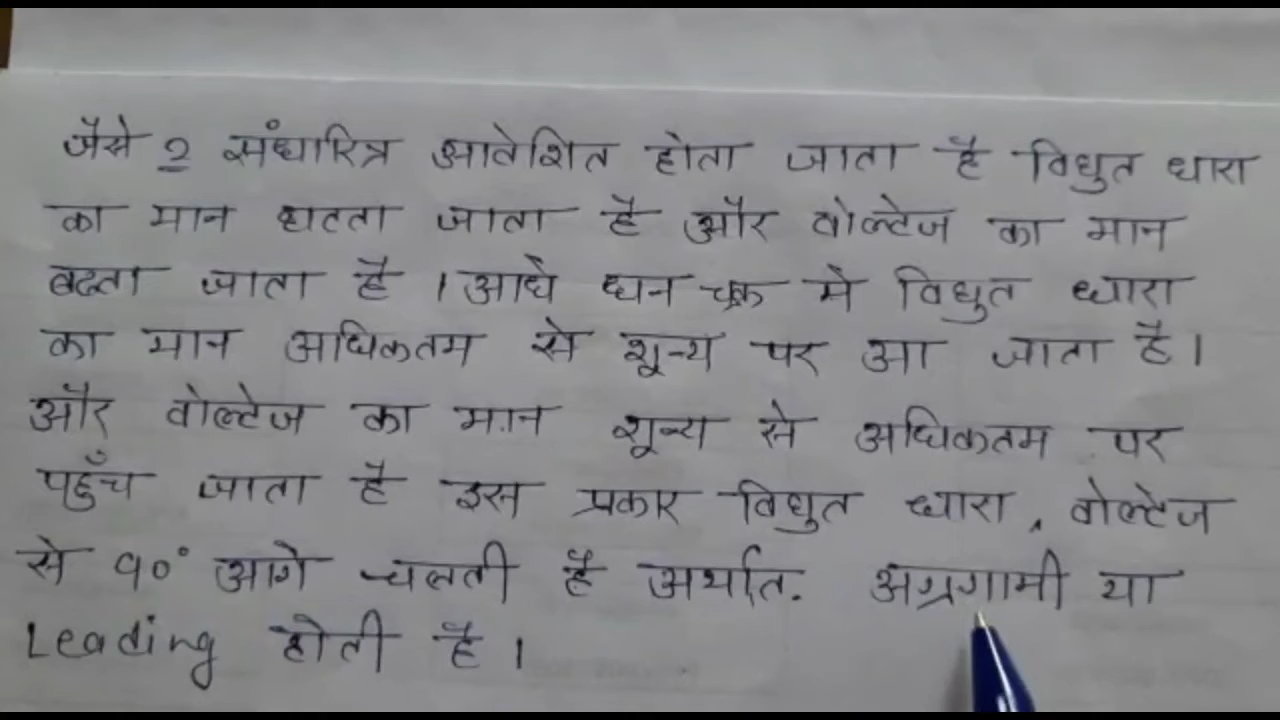 जैसे 2 संधारित्र आवेशित होता जाता है विधुत धारा
का मान घटता जाता है और वोल्टेज का मान
बढता जाता है । आधे धन चक्र मे विधुत धारा
का मान अधिकतम से शून्य पर आ जाता है।
और वोल्टेज का मान शून्य से अधिकतम पर
पहुँच जाता है इस प्रकार विधुत धारा, वोल्टेज
से 90° आगे चलती है अर्थात. अग्रगामी या
Leading होती है ।